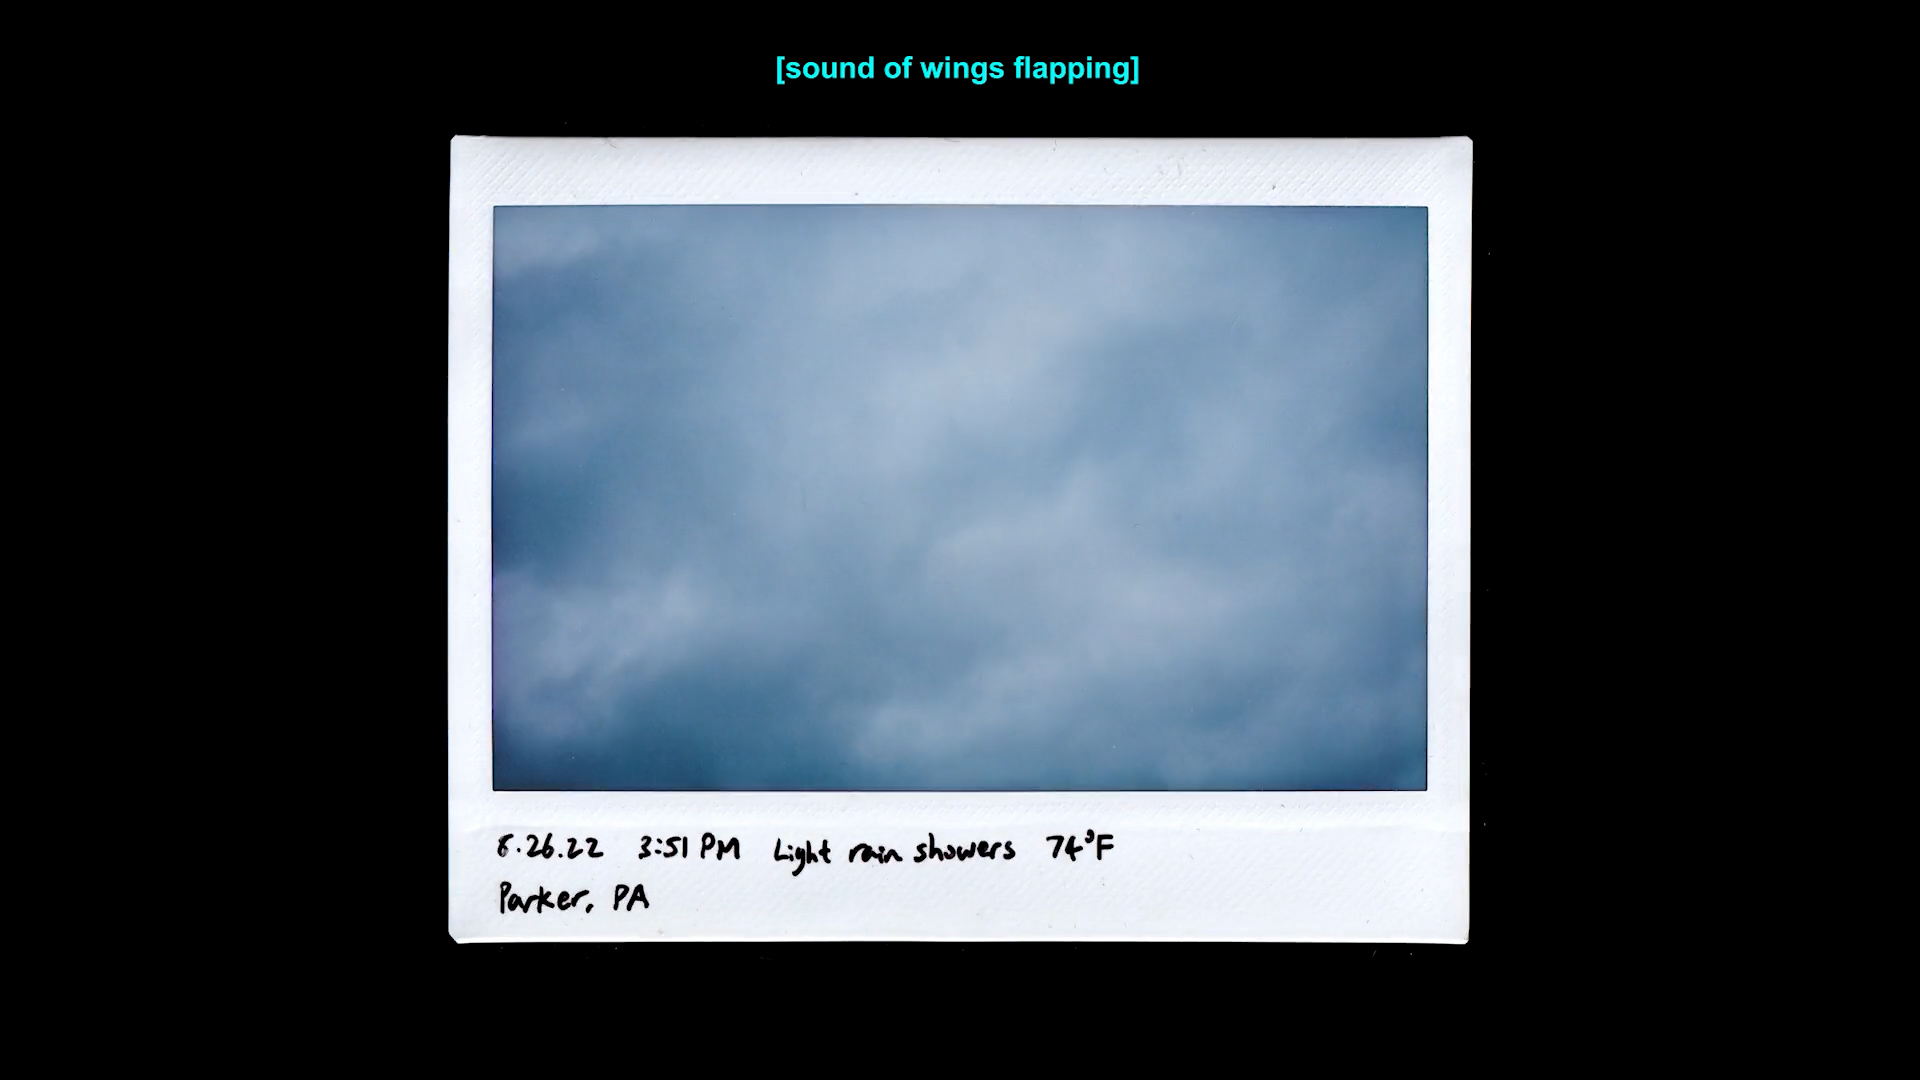 [sound of wings flapping]
8.26.22 3:51 PM Light rain showers 74°F
Parker, PA